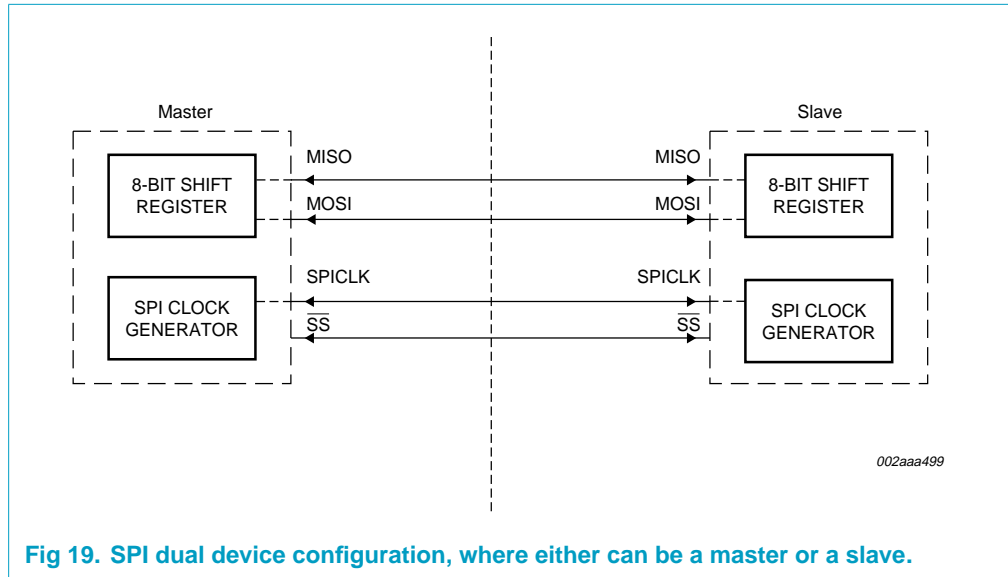 Master
Slave
8-BIT SHIFT
REGISTER
MISO
MISO
MOSI
MOSI
8-BIT SHIFT
REGISTER
SPI CLOCK
GENERATOR
SPICLK
SPICLK
SS
SS
SPI CLOCK
GENERATOR
002aaa499
Fig 19. SPI dual device configuration, where either can be a master or a slave.